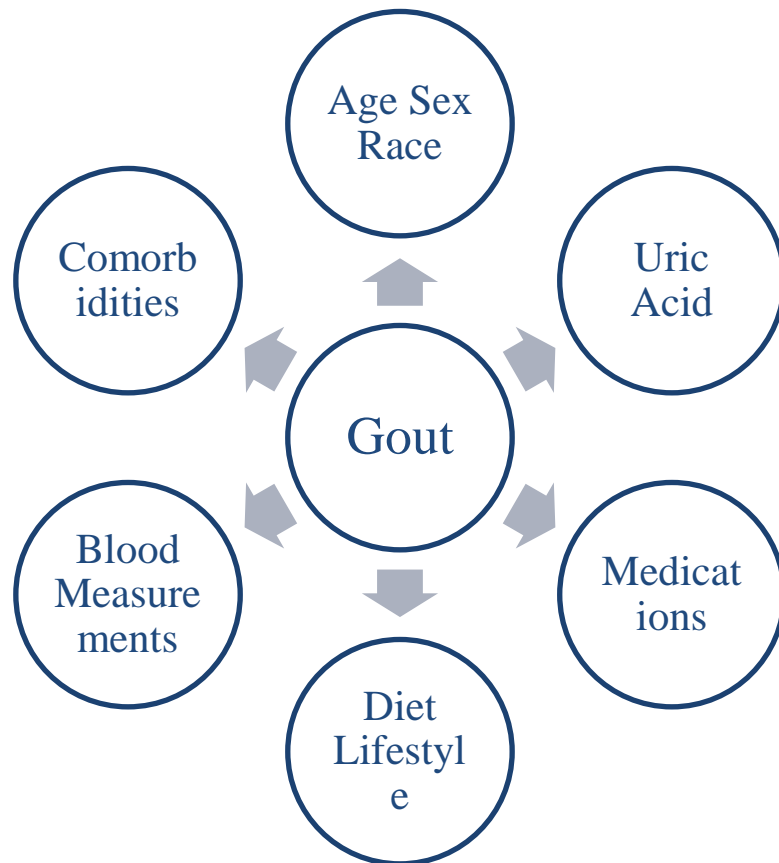 Age Sex
Race
Comorb
idities
Uric
Acid
Gout
Blood
Measure
ments
Medicat
ions
Diet
Lifestyl
e